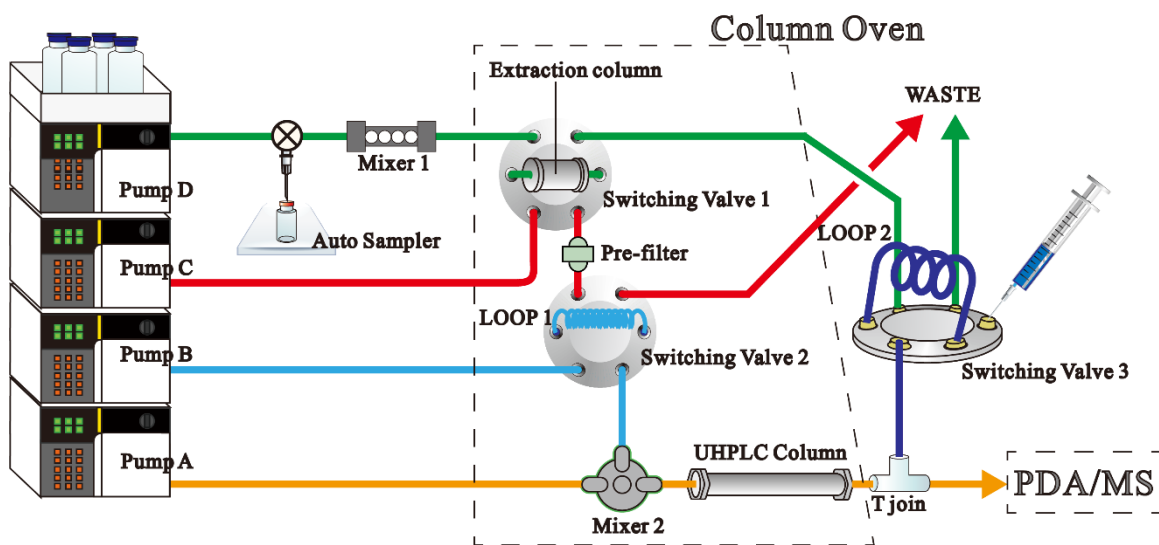 Column Oven
Extraction column
WASTE
Mixer 1
Pump D
Switching Valve 1
Auto Sampler
LOOP 2
Pre-filter
Pump C
LOOP 1
Pump B
Switching Valve 2
Switching Valve 3
UHPLC Column
Pump A
PDA/MS
T join
Mixer 2